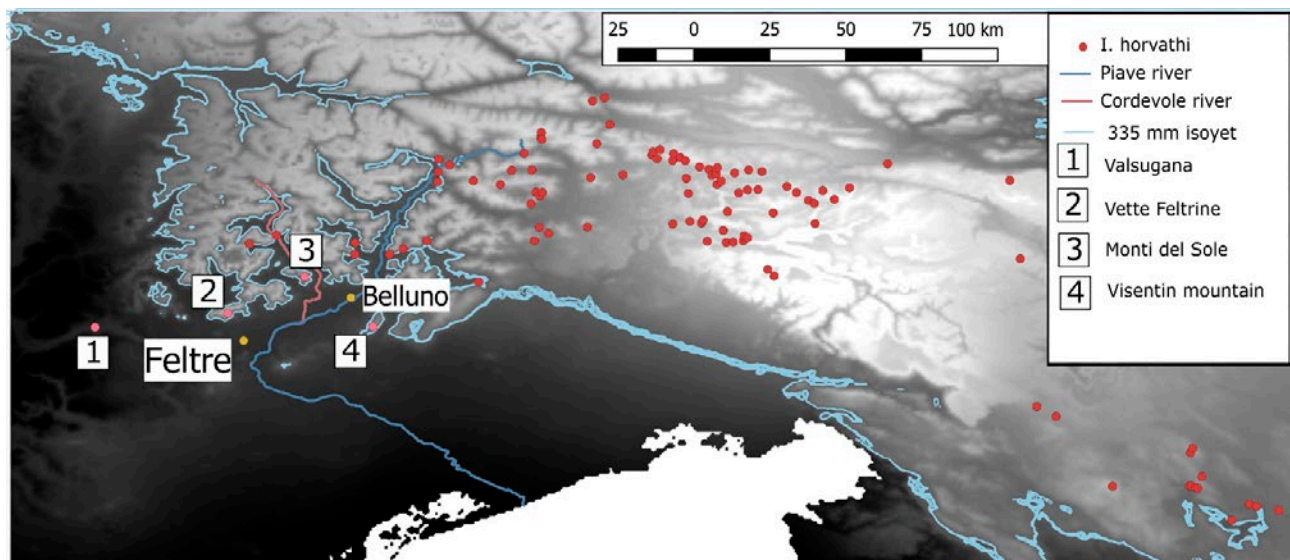 25 0 25 50 75 100 km
I. horvathi
Piave river
Cordevole river
335 mm isoyet
1 Valsugana
2 Vette Feltrine
3 Monti del Sole
4 Visentin mountain
3
2
Belluno
1
Feltre
4